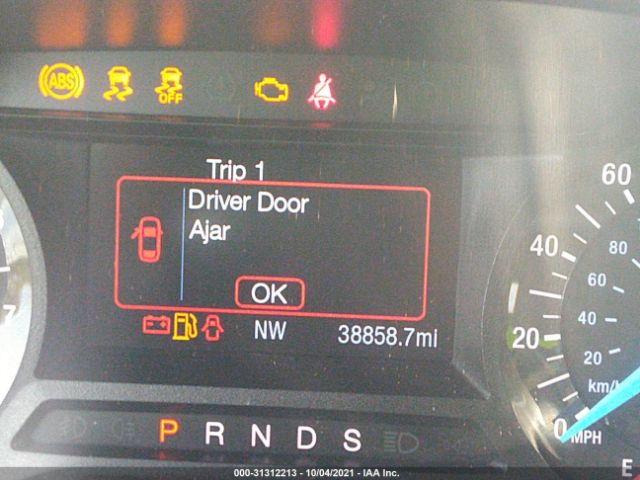 ABS
OFF
Trip 1
Driver Door
Ajar
OK
NW 38858.7mi
P R N D S
60
40
20
0
MPH
80
60
40
20
km/h
7
E
000-31312213 - 10/04/2021 - IAA Inc.